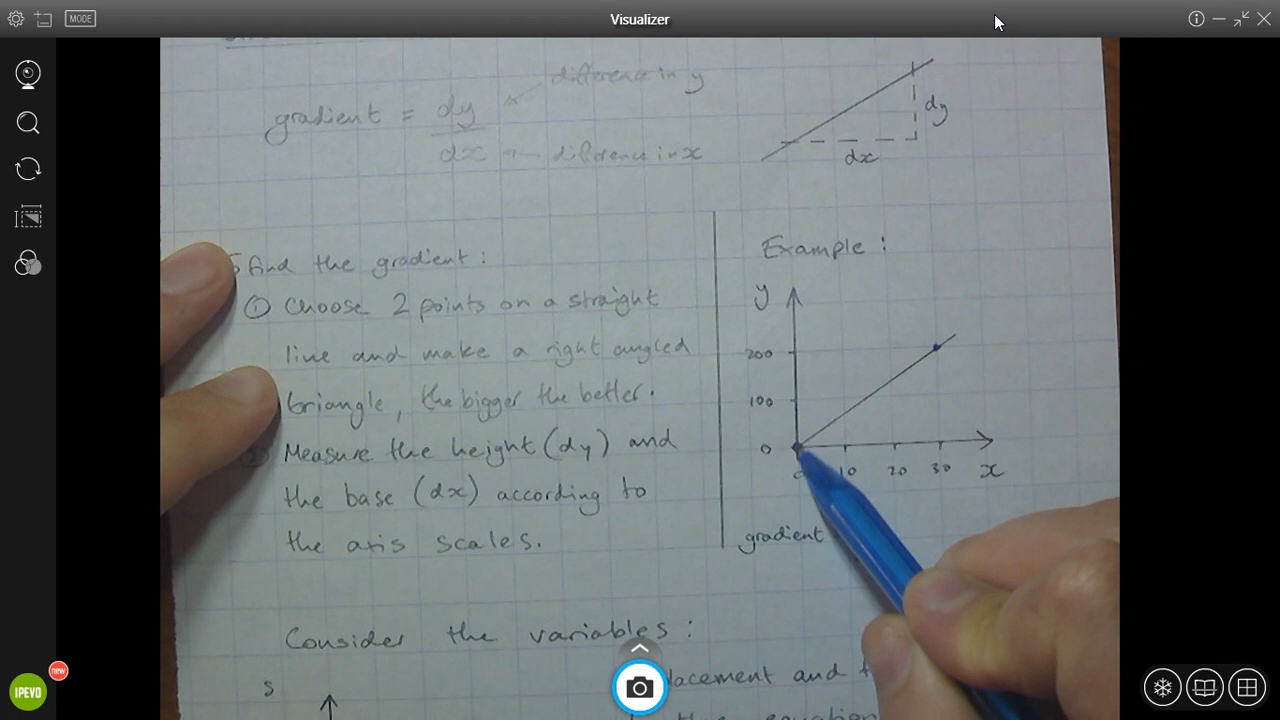 MODE
Visualizer
difference in y
gradient = dy
dx
difference in x
dy
dx
find the gradient :
① Choose 2 points on a straight
line and make a right angled
triangle, the bigger the better.
Measure the height (dy) and
the base (dx) according to
the axis scales.
Example :
y
200
100
0
0 10 20 30 x
gradient
Consider the variables :
s
lacement and
the equation
IPEVO
new